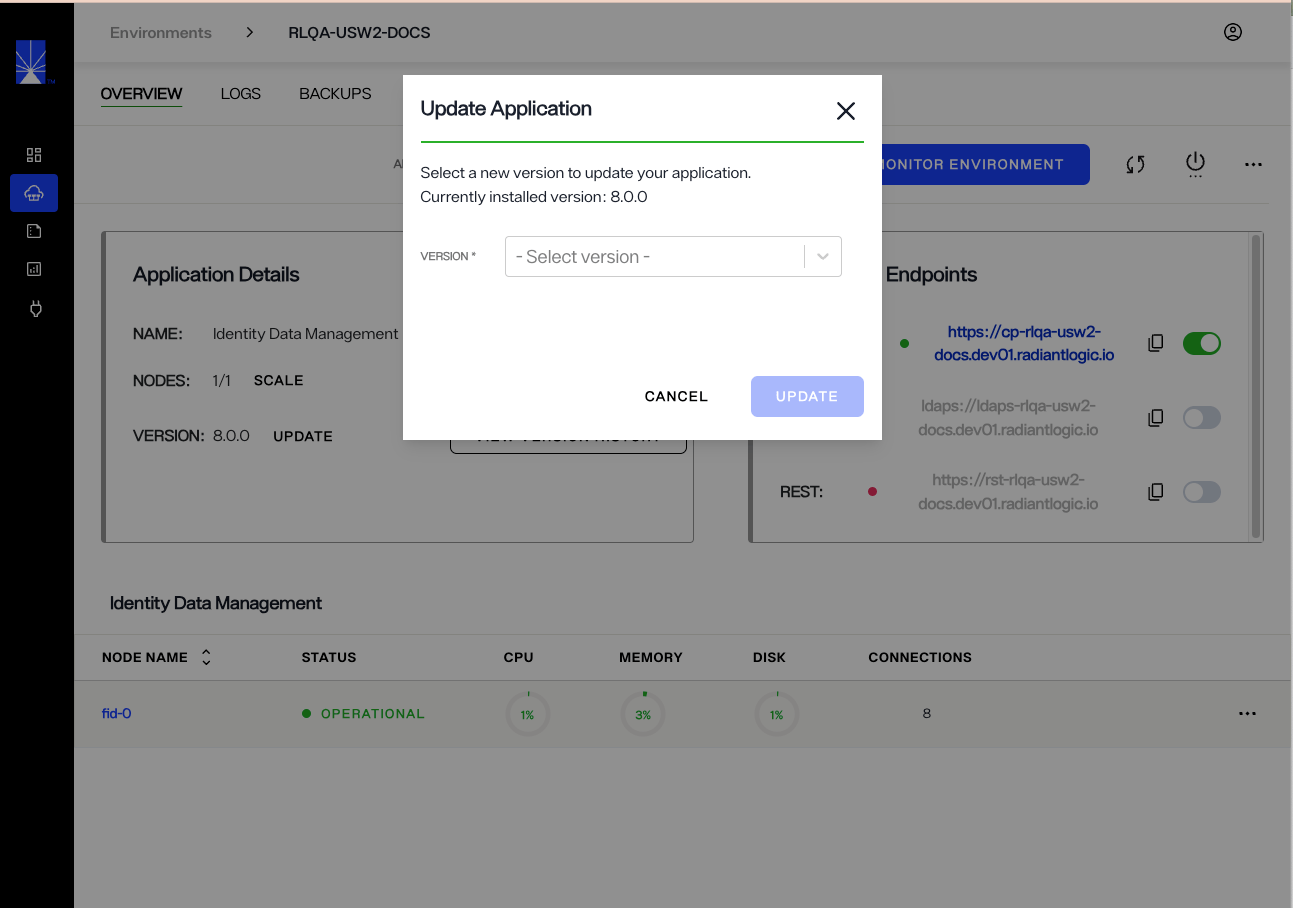 Environments > RLQA-USW2-DOCS
OVERVIEW LOGS BACKUPS
MONITOR ENVIRONMENT
Update Application
Select a new version to update your application.
Currently installed version: 8.0.0
VERSION * - Select version -
CANCEL UPDATE
Application Details
NAME: Identity Data Management
NODES: 1/1 SCALE
VERSION: 8.0.0 UPDATE
VIEW VERSION HISTORY
Endpoints
https://cp-rlqa-usw2-
docs.dev01.radiantlogic.io
ldaps://ldaps-rlqa-usw2-
docs.dev01.radiantlogic.io
REST: https://rst-rlqa-usw2-
docs.dev01.radiantlogic.io
Identity Data Management
NODE NAME STATUS CPU MEMORY DISK CONNECTIONS
fid-0 OPERATIONAL 1% 3% 1% 8